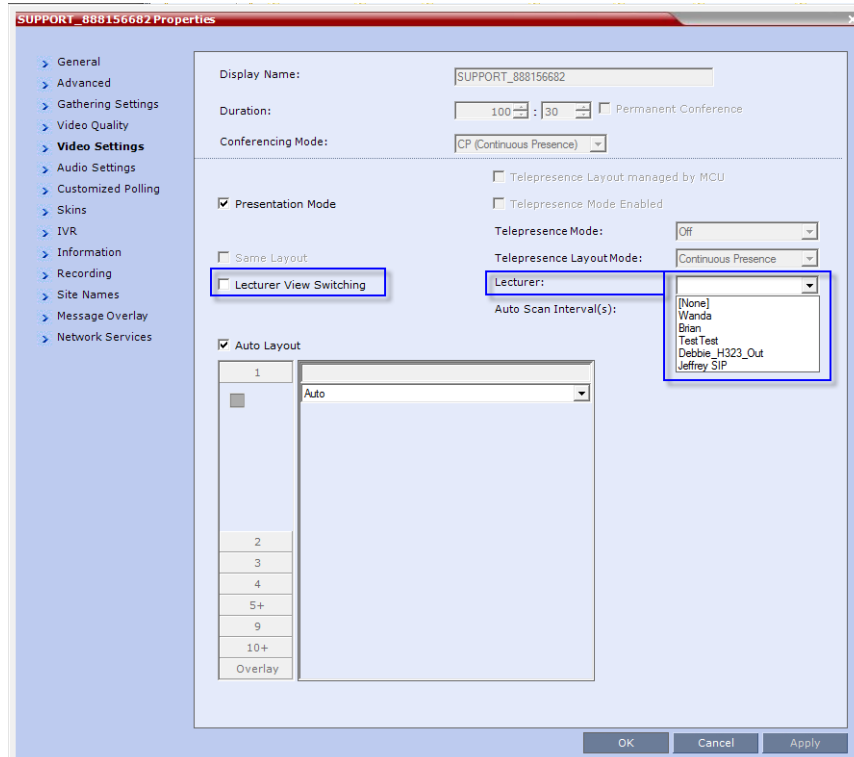 SUPPORT_888156682 Properties
General
Advanced
Gathering Settings
Video Quality
Video Settings
Audio Settings
Customized Polling
Skins
IVR
Information
Recording
Site Names
Message Overlay
Network Services
Display Name: SUPPORT_888156682
Duration: 100 : 30 Permanent Conference
Conferencing Mode: CP (Continuous Presence)
Telepresence Layout managed by MCU
Presentation Mode Telepresence Mode Enabled
Telepresence Mode: Off
Same Layout Telepresence Layout Mode: Continuous Presence
Lecturer View Switching Lecturer:
[None]
Auto Scan Interval(s): Wanda
Brian
TestTest
Debbie_H323_Out
Jeffrey SIP
Auto Layout
1
Auto
2
3
4
5+
9
10+
Overlay
OK Cancel Apply